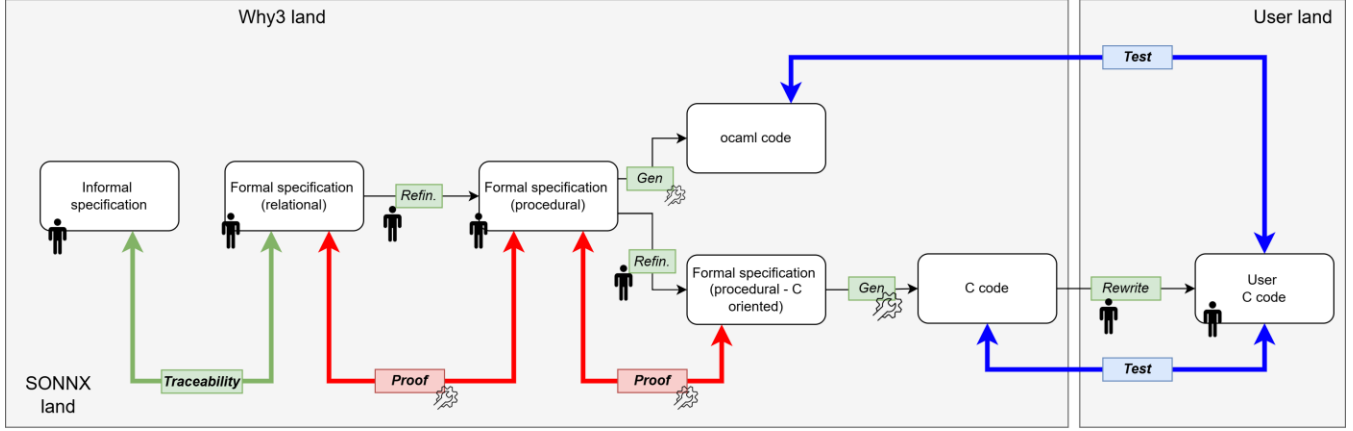 Why3 land
User land
Test
ocaml code
Informal
specification
Formal specification
(relational)
Refin.
Formal specification
(procedural)
Gen
Refin.
Formal specification
(procedural - C
oriented)
Gen
C code
Rewrite
User
C code
Traceability
Proof
Proof
Test
SONNX
land